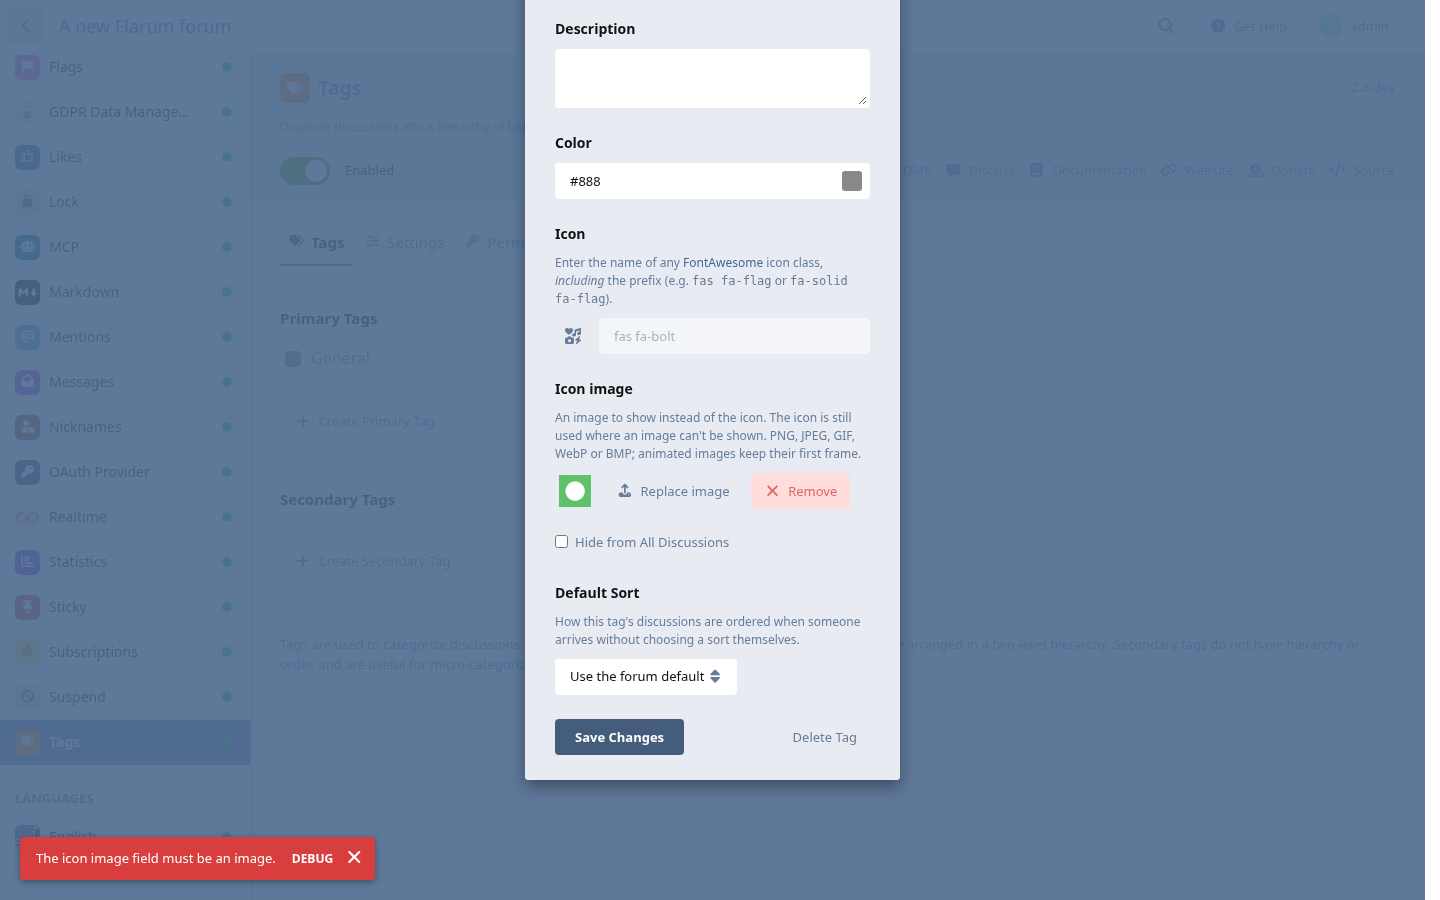 A new Flarum forum
Get Help
admin
Flags
GDPR Data Manage...
Likes
Lock
MCP
Markdown
Mentions
Messages
Nicknames
OAuth Provider
Realtime
Statistics
Sticky
Subscriptions
Suspend
Tags
LANGUAGES
English
Tags
2.x-dev
Organize discussions into a hierarchy of
Enabled
Discuss
Documentation
Website
Donate
Source
Tags
Settings
Perm
Primary Tags
General
Create Primary Tag
Secondary Tags
Create Secondary Tag
Tags are used to categorize discussions
arranged in a two-level hierarchy. Secondary tags do not have hierarchy or
order, and are useful for micro-categoriz
Description
Color
#888
Icon
Enter the name of any FontAwesome icon class,
including the prefix (e.g. fas fa-flag or fa-solid
fa-flag).
fas fa-bolt
Icon image
An image to show instead of the icon. The icon is still
used where an image can't be shown. PNG, JPEG, GIF,
WebP or BMP; animated images keep their first frame.
Replace image
Remove
Hide from All Discussions
Default Sort
How this tag's discussions are ordered when someone
arrives without choosing a sort themselves.
Use the forum default
Save Changes
Delete Tag
The icon image field must be an image.
DEBUG